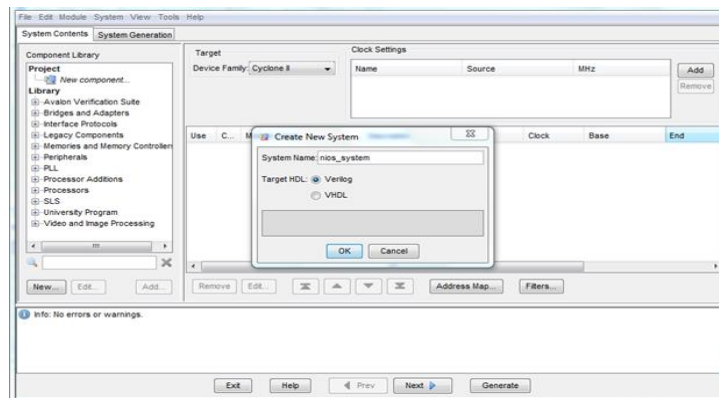 File Edit Module System View Tools Help
System Contents System Generation
Component Library
Project
New component...
Library
Avalon Verification Suite
Bridges and Adapters
Interface Protocols
Legacy Components
Memories and Memory Controllers
Peripherals
PLL
Processor Additions
Processors
SLS
University Program
Video and Image Processing
New... Edit... Add...
Target
Device Family: Cyclone II
Clock Settings
Name Source MHz
Add
Remove
Use C... Clock Base End
Create New System
System Name: nios_system
Target HDL: Verilog
VHDL
OK Cancel
Remove Edit... Address Map... Filters...
Info: No errors or warnings.
Exit Help Prev Next Generate